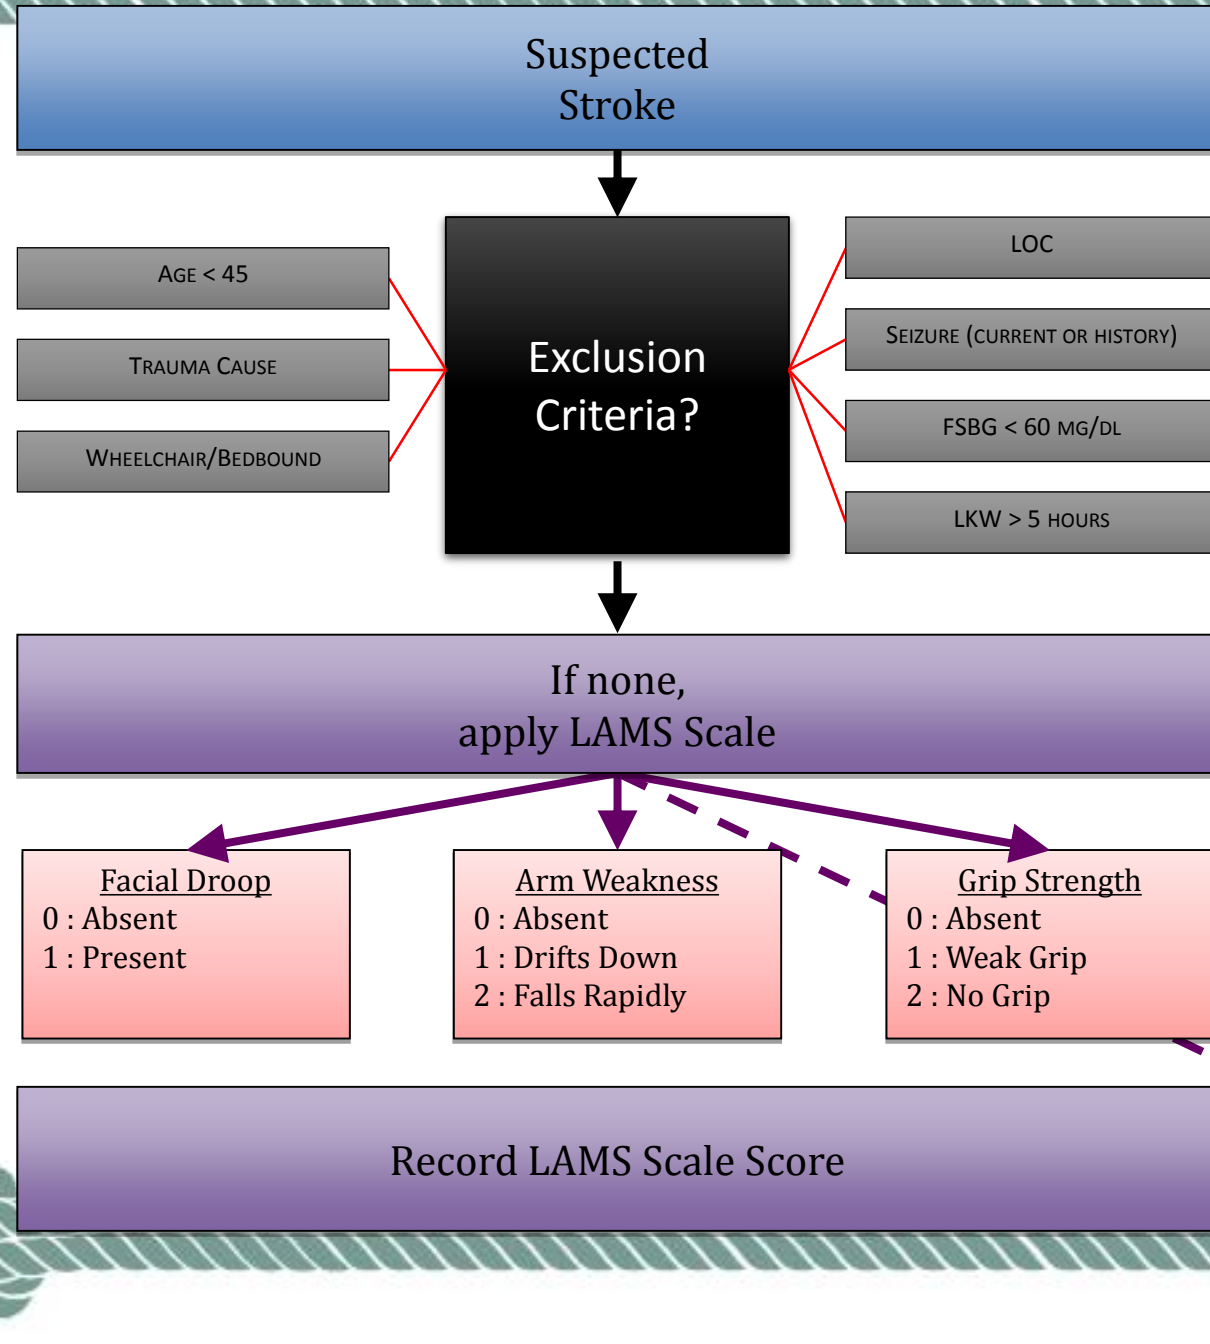 Suspected
Stroke
AGE < 45
TRAUMA CAUSE
WHEELCHAIR/BEDBOUND
Exclusion
Criteria?
LOC
SEIZURE (CURRENT OR HISTORY)
FSBG < 60 MG/DL
LKW > 5 HOURS
If none,
apply LAMS Scale
Facial Droop
0 : Absent
1 : Present
Arm Weakness
0 : Absent
1 : Drifts Down
2 : Falls Rapidly
Grip Strength
0 : Absent
1 : Weak Grip
2 : No Grip
Record LAMS Scale Score